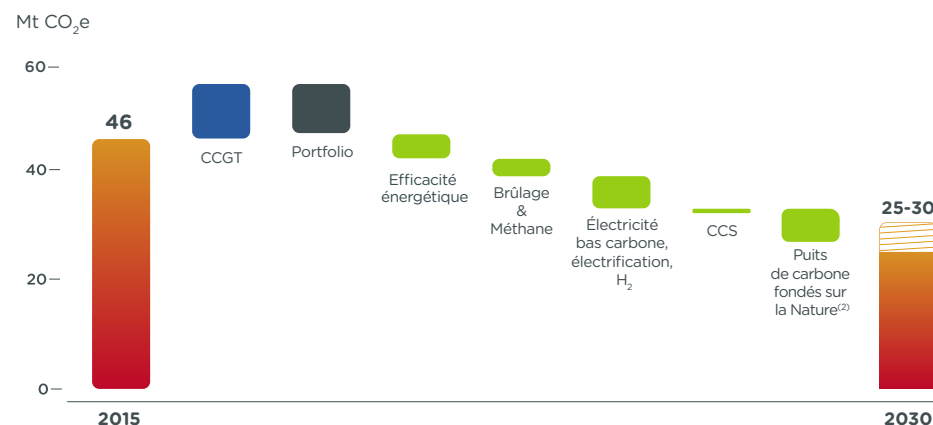 Mt CO₂e
60
40
20
0
46
CCGT
Portfolio
Efficacité
énergétique
Brûlage
&
Méthane
Électricité
bas carbone,
électrification,
H₂
CCS
Puits
de carbone
fondés sur
la Nature⁽²⁾
25-30
2015
2030